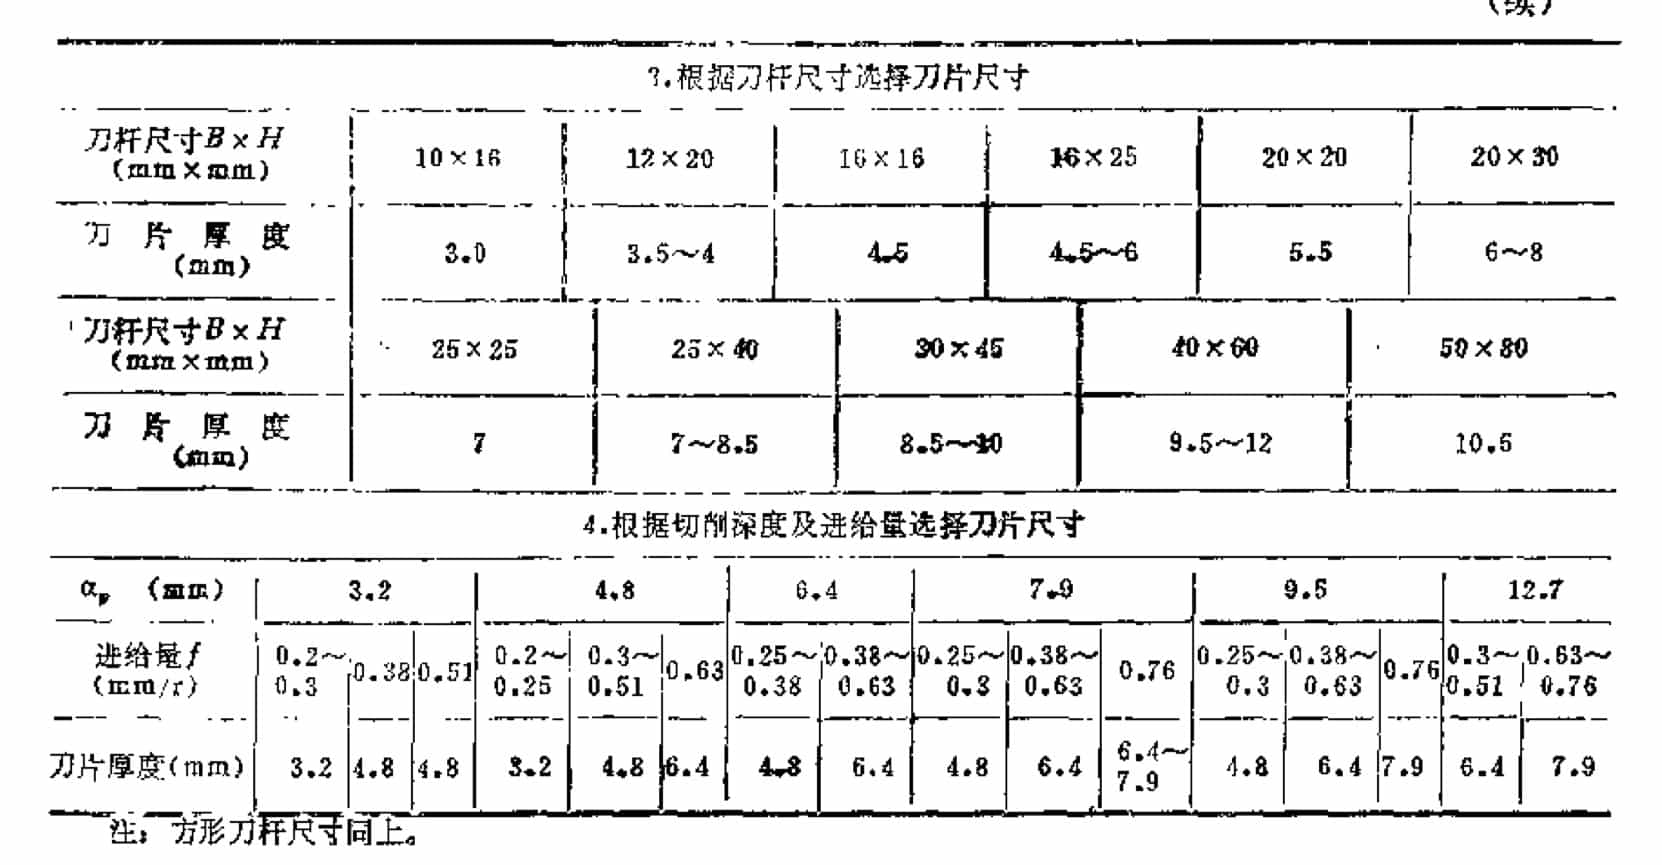 (续)
3.根据刀杆尺寸选择刀片尺寸
刀杆尺寸B×H (mm×mm) 10×16 12×20 16×16 16×25 20×20 20×30
刀片厚度 (mm) 3.0 3.5～4 4.5 4.5～6 5.5 6～8
刀杆尺寸B×H (mm×mm) 25×25 25×40 30×45 40×60 50×80
刀片厚度 (mm) 7 7～8.5 8.5～10 9.5～12 10.5
4.根据切削深度及进给量选择刀片尺寸
αp (mm) 3.2 4.8 6.4 7.9 9.5 12.7
进给量f (mm/r) 0.2～0.3 0.38 0.51 0.2～0.25 0.3～0.51 0.63 0.25～0.38 0.38～0.63 0.25～0.3 0.38～0.63 0.76 0.25～0.3 0.38～0.63 0.76 0.3～0.51 0.63～0.76
刀片厚度(mm) 3.2 4.8 4.8 3.2 4.8 6.4 4.8 6.4 4.8 6.4 6.4～7.9 4.8 6.4 7.9 6.4 7.9
注：方形刀杆尺寸同上。